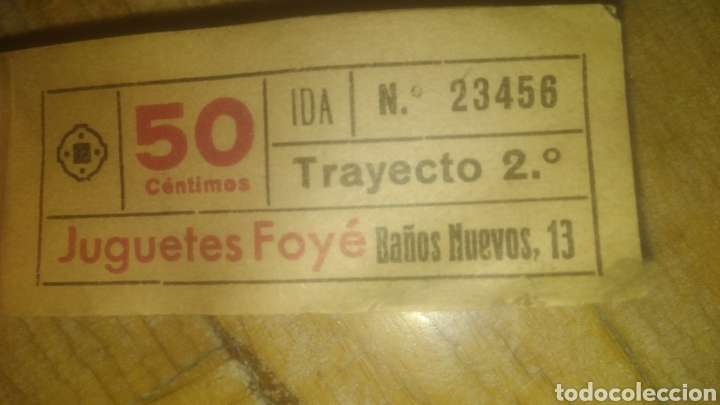 50 Céntimos
IDA N.º 23456
Trayecto 2.º
Juguetes Foyé Baños Nuevos, 13
todocoleccion